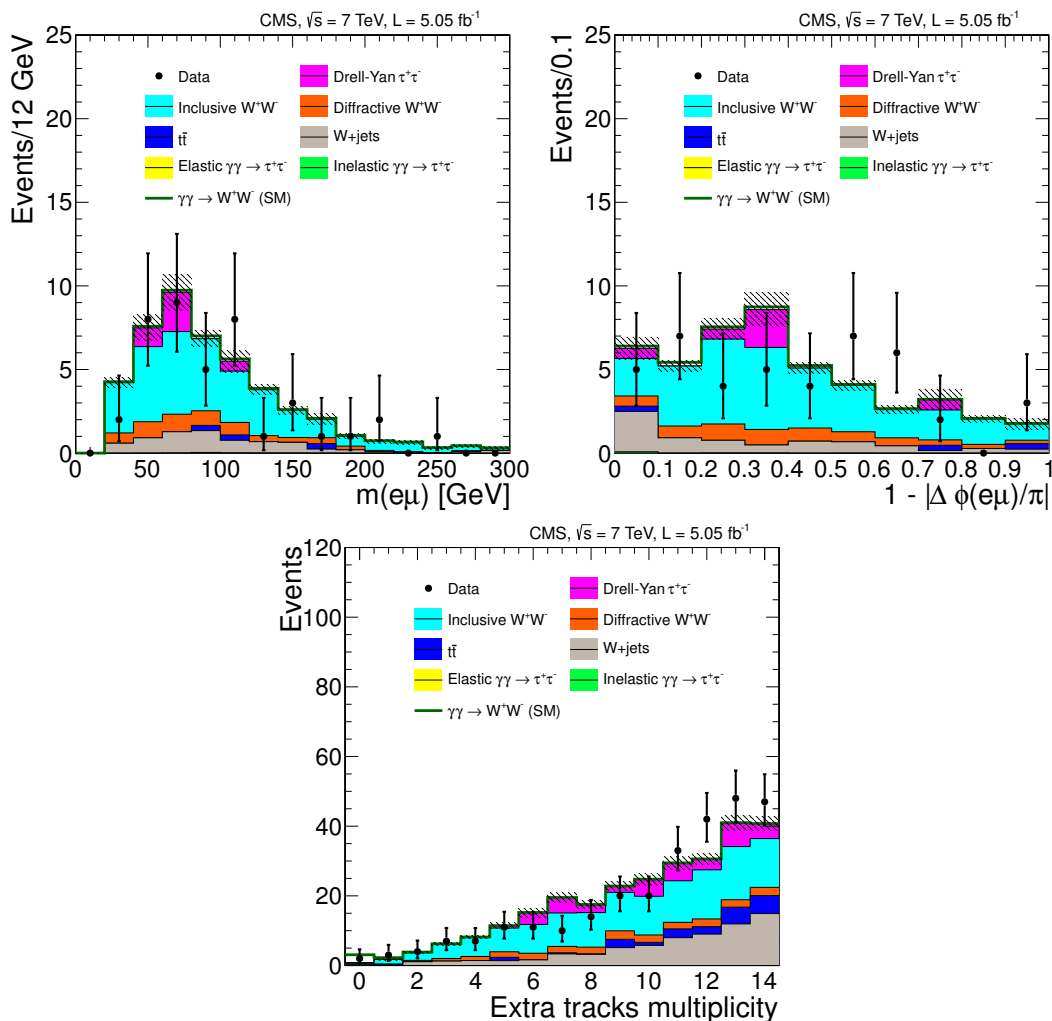 CMS, √s = 7 TeV, L = 5.05 fb⁻¹
Events/12 GeV
25
20
15
10
5
0
Data
Drell-Yan τ⁺τ⁻
Inclusive W⁺W⁻
Diffractive W⁺W⁻
tt̄
W+jets
Elastic γγ → τ⁺τ⁻
Inelastic γγ → τ⁺τ⁻
γγ → W⁺W⁻ (SM)
0 50 100 150 200 250 300
m(eμ) [GeV]
CMS, √s = 7 TeV, L = 5.05 fb⁻¹
Events/0.1
25
20
15
10
5
0
Data
Drell-Yan τ⁺τ⁻
Inclusive W⁺W⁻
Diffractive W⁺W⁻
tt̄
W+jets
Elastic γγ → τ⁺τ⁻
Inelastic γγ → τ⁺τ⁻
γγ → W⁺W⁻ (SM)
0 0.1 0.2 0.3 0.4 0.5 0.6 0.7 0.8 0.9 1
1 - |Δ ϕ(eμ)/π|
CMS, √s = 7 TeV, L = 5.05 fb⁻¹
Events
120
100
80
60
40
20
0
Data
Drell-Yan τ⁺τ⁻
Inclusive W⁺W⁻
Diffractive W⁺W⁻
tt̄
W+jets
Elastic γγ → τ⁺τ⁻
Inelastic γγ → τ⁺τ⁻
γγ → W⁺W⁻ (SM)
0 2 4 6 8 10 12 14
Extra tracks multiplicity